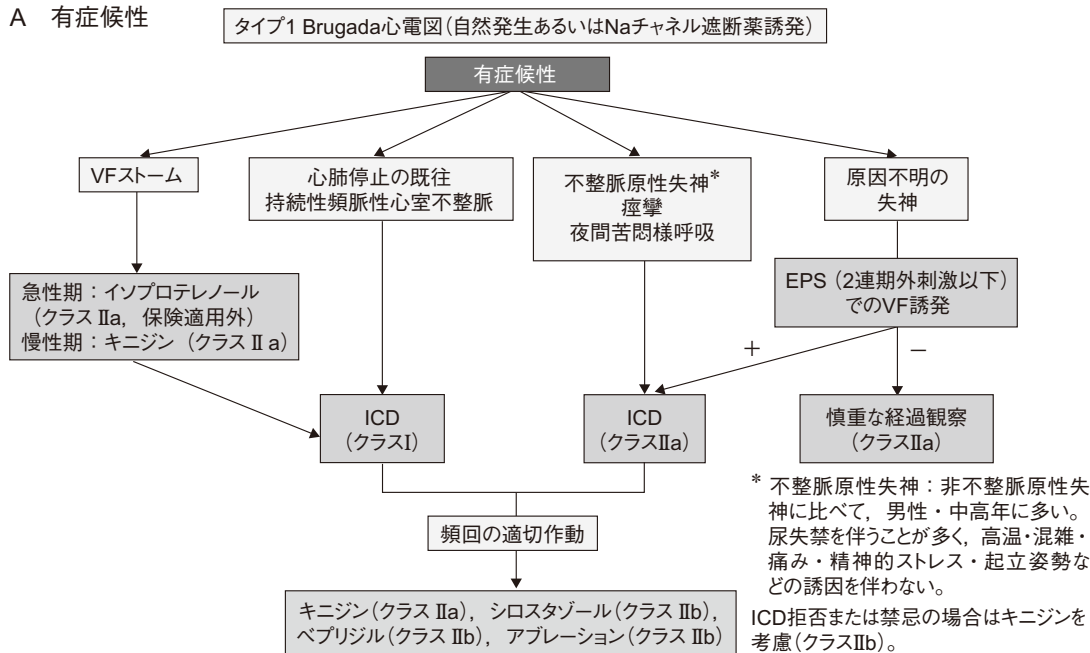 A 有症候性
タイプ1 Brugada心電図(自然発生あるいはNaチャネル遮断薬誘発)
有症候性
VFストーム
心肺停止の既往
持続性頻脈性心室不整脈
不整脈原性失神*
痙攣
夜間苦悶様呼吸
原因不明の
失神
急性期：イソプロテレノール
(クラス Ⅱa, 保険適用外)
慢性期：キニジン (クラス Ⅱ a)
EPS (2連期外刺激以下)
でのVF誘発
+
−
ICD
(クラスⅠ)
ICD
(クラスⅡa)
慎重な経過観察
(クラスⅡa)
頻回の適切作動
キニジン(クラス Ⅱa), シロスタゾール(クラス Ⅱb),
ベプリジル(クラス Ⅱb), アブレーション(クラス Ⅱb)
* 不整脈原性失神：非不整脈原性失
神に比べて, 男性・中高年に多い。
尿失禁を伴うことが多く, 高温・混雑・
痛み・精神的ストレス・起立姿勢な
どの誘因を伴わない。
ICD拒否または禁忌の場合はキニジンを
考慮(クラスⅡb)。